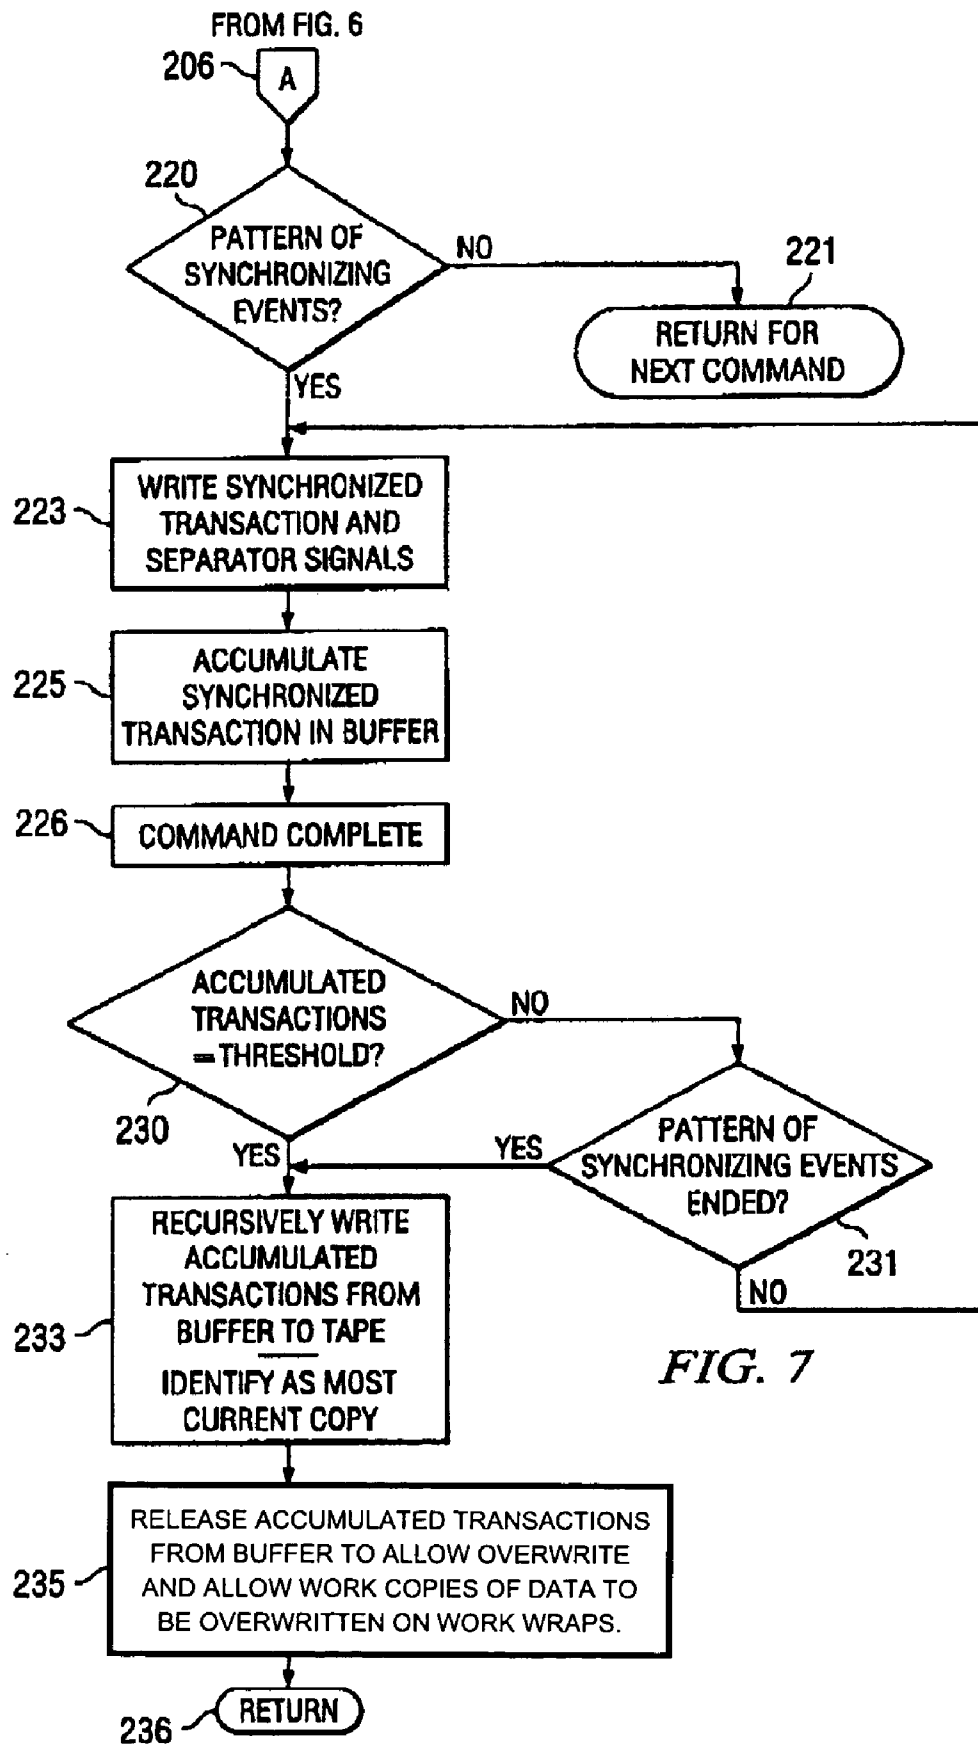 FROM FIG. 6
206
A
220
PATTERN OF
SYNCHRONIZING
EVENTS?
NO
221
RETURN FOR
NEXT COMMAND
YES
223
WRITE SYNCHRONIZED
TRANSACTION AND
SEPARATOR SIGNALS
225
ACCUMULATE
SYNCHRONIZED
TRANSACTION IN BUFFER
226
COMMAND COMPLETE
ACCUMULATED
TRANSACTIONS
=THRESHOLD?
NO
230
YES
PATTERN OF
SYNCHRONIZING EVENTS
ENDED?
YES
231
NO
233
RECURSIVELY WRITE
ACCUMULATED
TRANSACTIONS FROM
BUFFER TO TAPE
IDENTIFY AS MOST
CURRENT COPY
FIG. 7
235
RELEASE ACCUMULATED TRANSACTIONS
FROM BUFFER TO ALLOW OVERWRITE
AND ALLOW WORK COPIES OF DATA TO
BE OVERWRITTEN ON WORK WRAPS.
236
RETURN